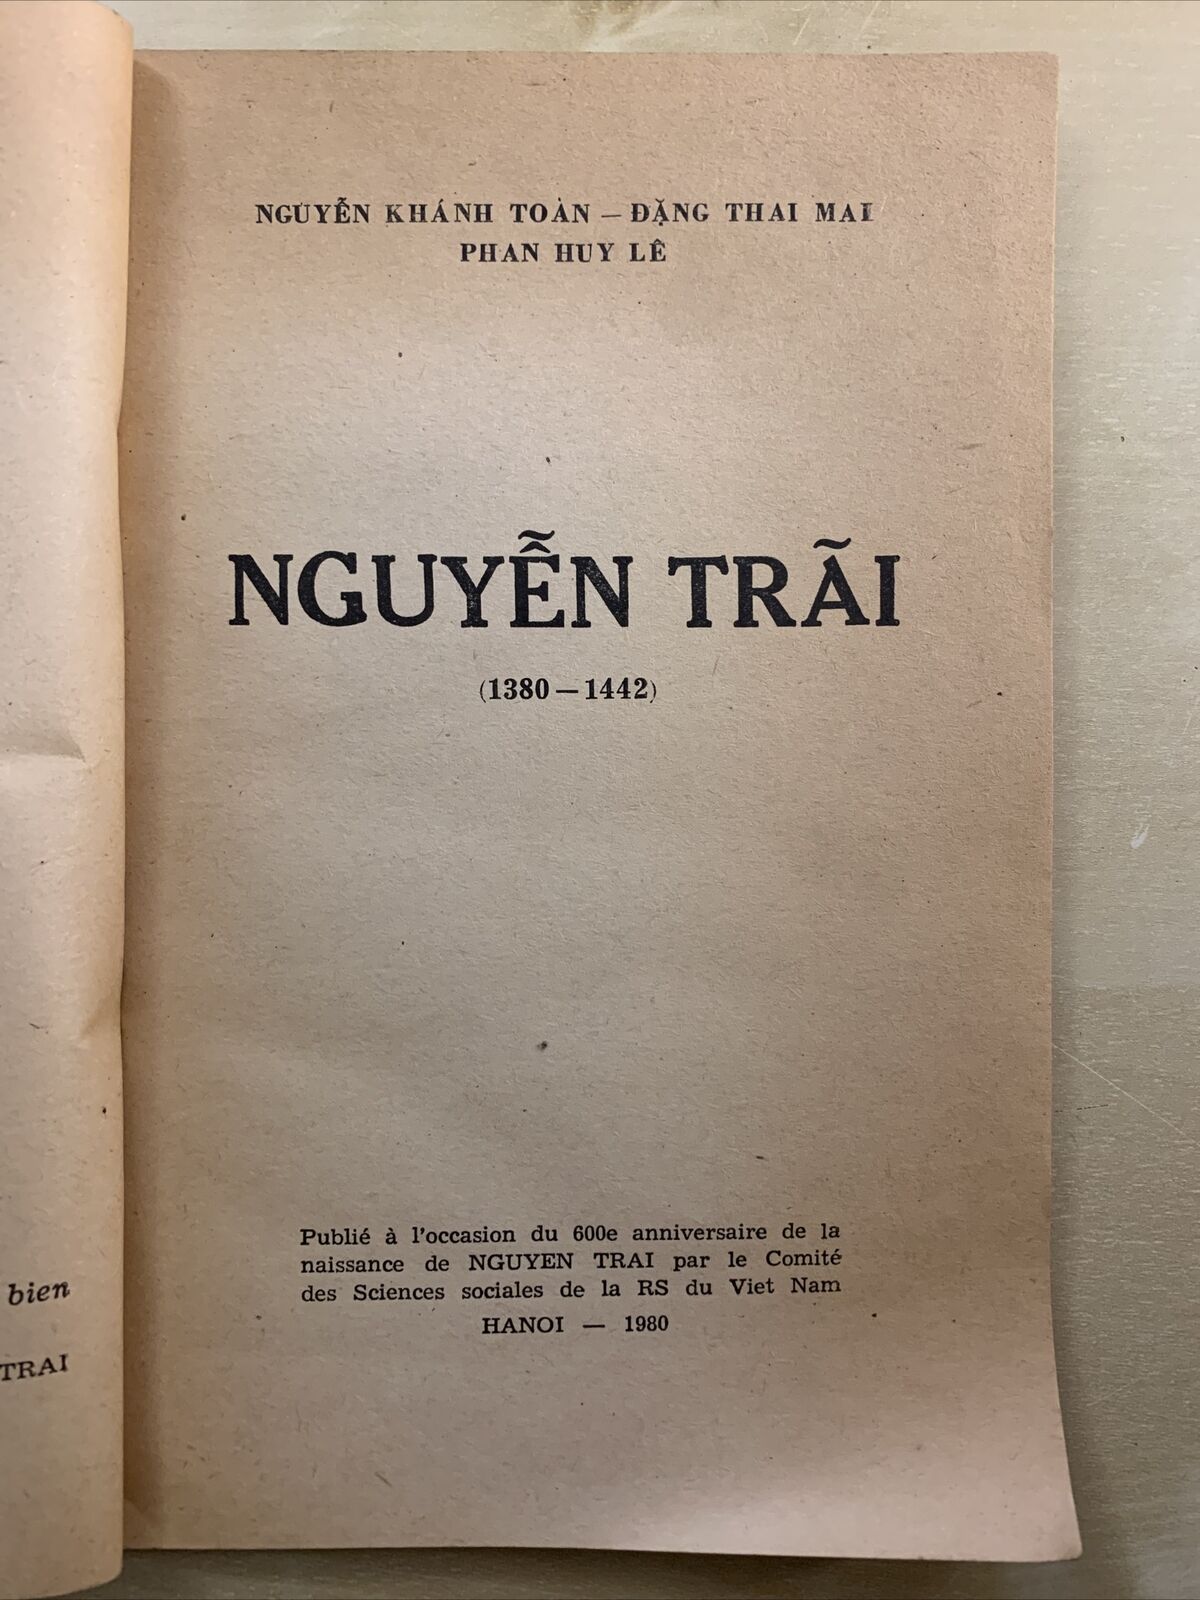 NGUYỄN KHÁNH TOÀN — ĐẶNG THAI MAI
PHAN HUY LÊ
NGUYỄN TRÃI
(1380 — 1442)
Publié à l'occasion du 600e anniversaire de la
naissance de NGUYEN TRAI par le Comité
des Sciences sociales de la RS du Viet Nam
HANOI — 1980
bien
TRAI